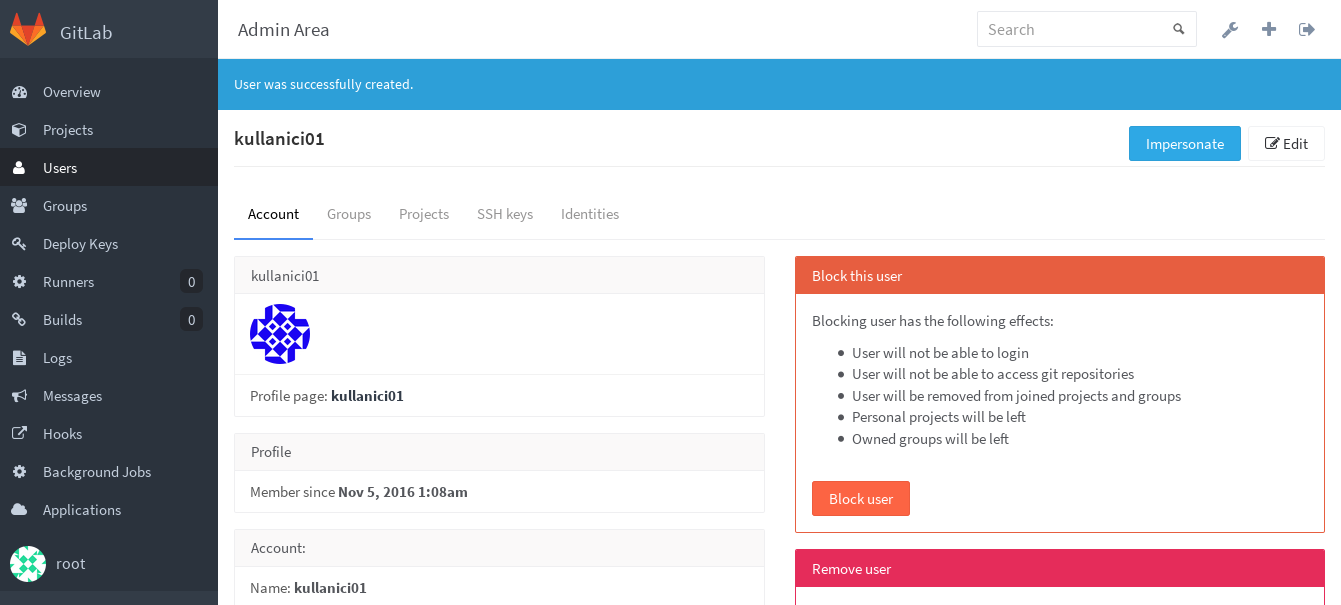 GitLab
Admin Area
Search
User was successfully created.
Overview
Projects
Users
Groups
Deploy Keys
Runners 0
Builds 0
Logs
Messages
Hooks
Background Jobs
Applications
root
kullanici01
Impersonate
Edit
Account Groups Projects SSH keys Identities
kullanici01
Profile page: kullanici01
Profile
Member since Nov 5, 2016 1:08am
Account:
Name: kullanici01
Block this user
Blocking user has the following effects:
User will not be able to login
User will not be able to access git repositories
User will be removed from joined projects and groups
Personal projects will be left
Owned groups will be left
Block user
Remove user